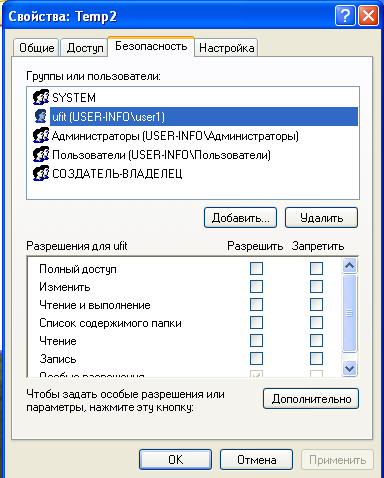 Свойства: Temp2
Общие Доступ Безопасность Настройка
Группы или пользователи:
SYSTEM
ufit (USER-INFO\user1)
Администраторы (USER-INFO\Администраторы)
Пользователи (USER-INFO\Пользователи)
СОЗДАТЕЛЬ-ВЛАДЕЛЕЦ
Добавить... Удалить
Разрешения для ufit Разрешить Запретить
Полный доступ
Изменить
Чтение и выполнение
Список содержимого папки
Чтение
Запись
Особые разрешения
Чтобы задать особые разрешения или
параметры, нажмите эту кнопку:
Дополнительно
OK Отмена Применить